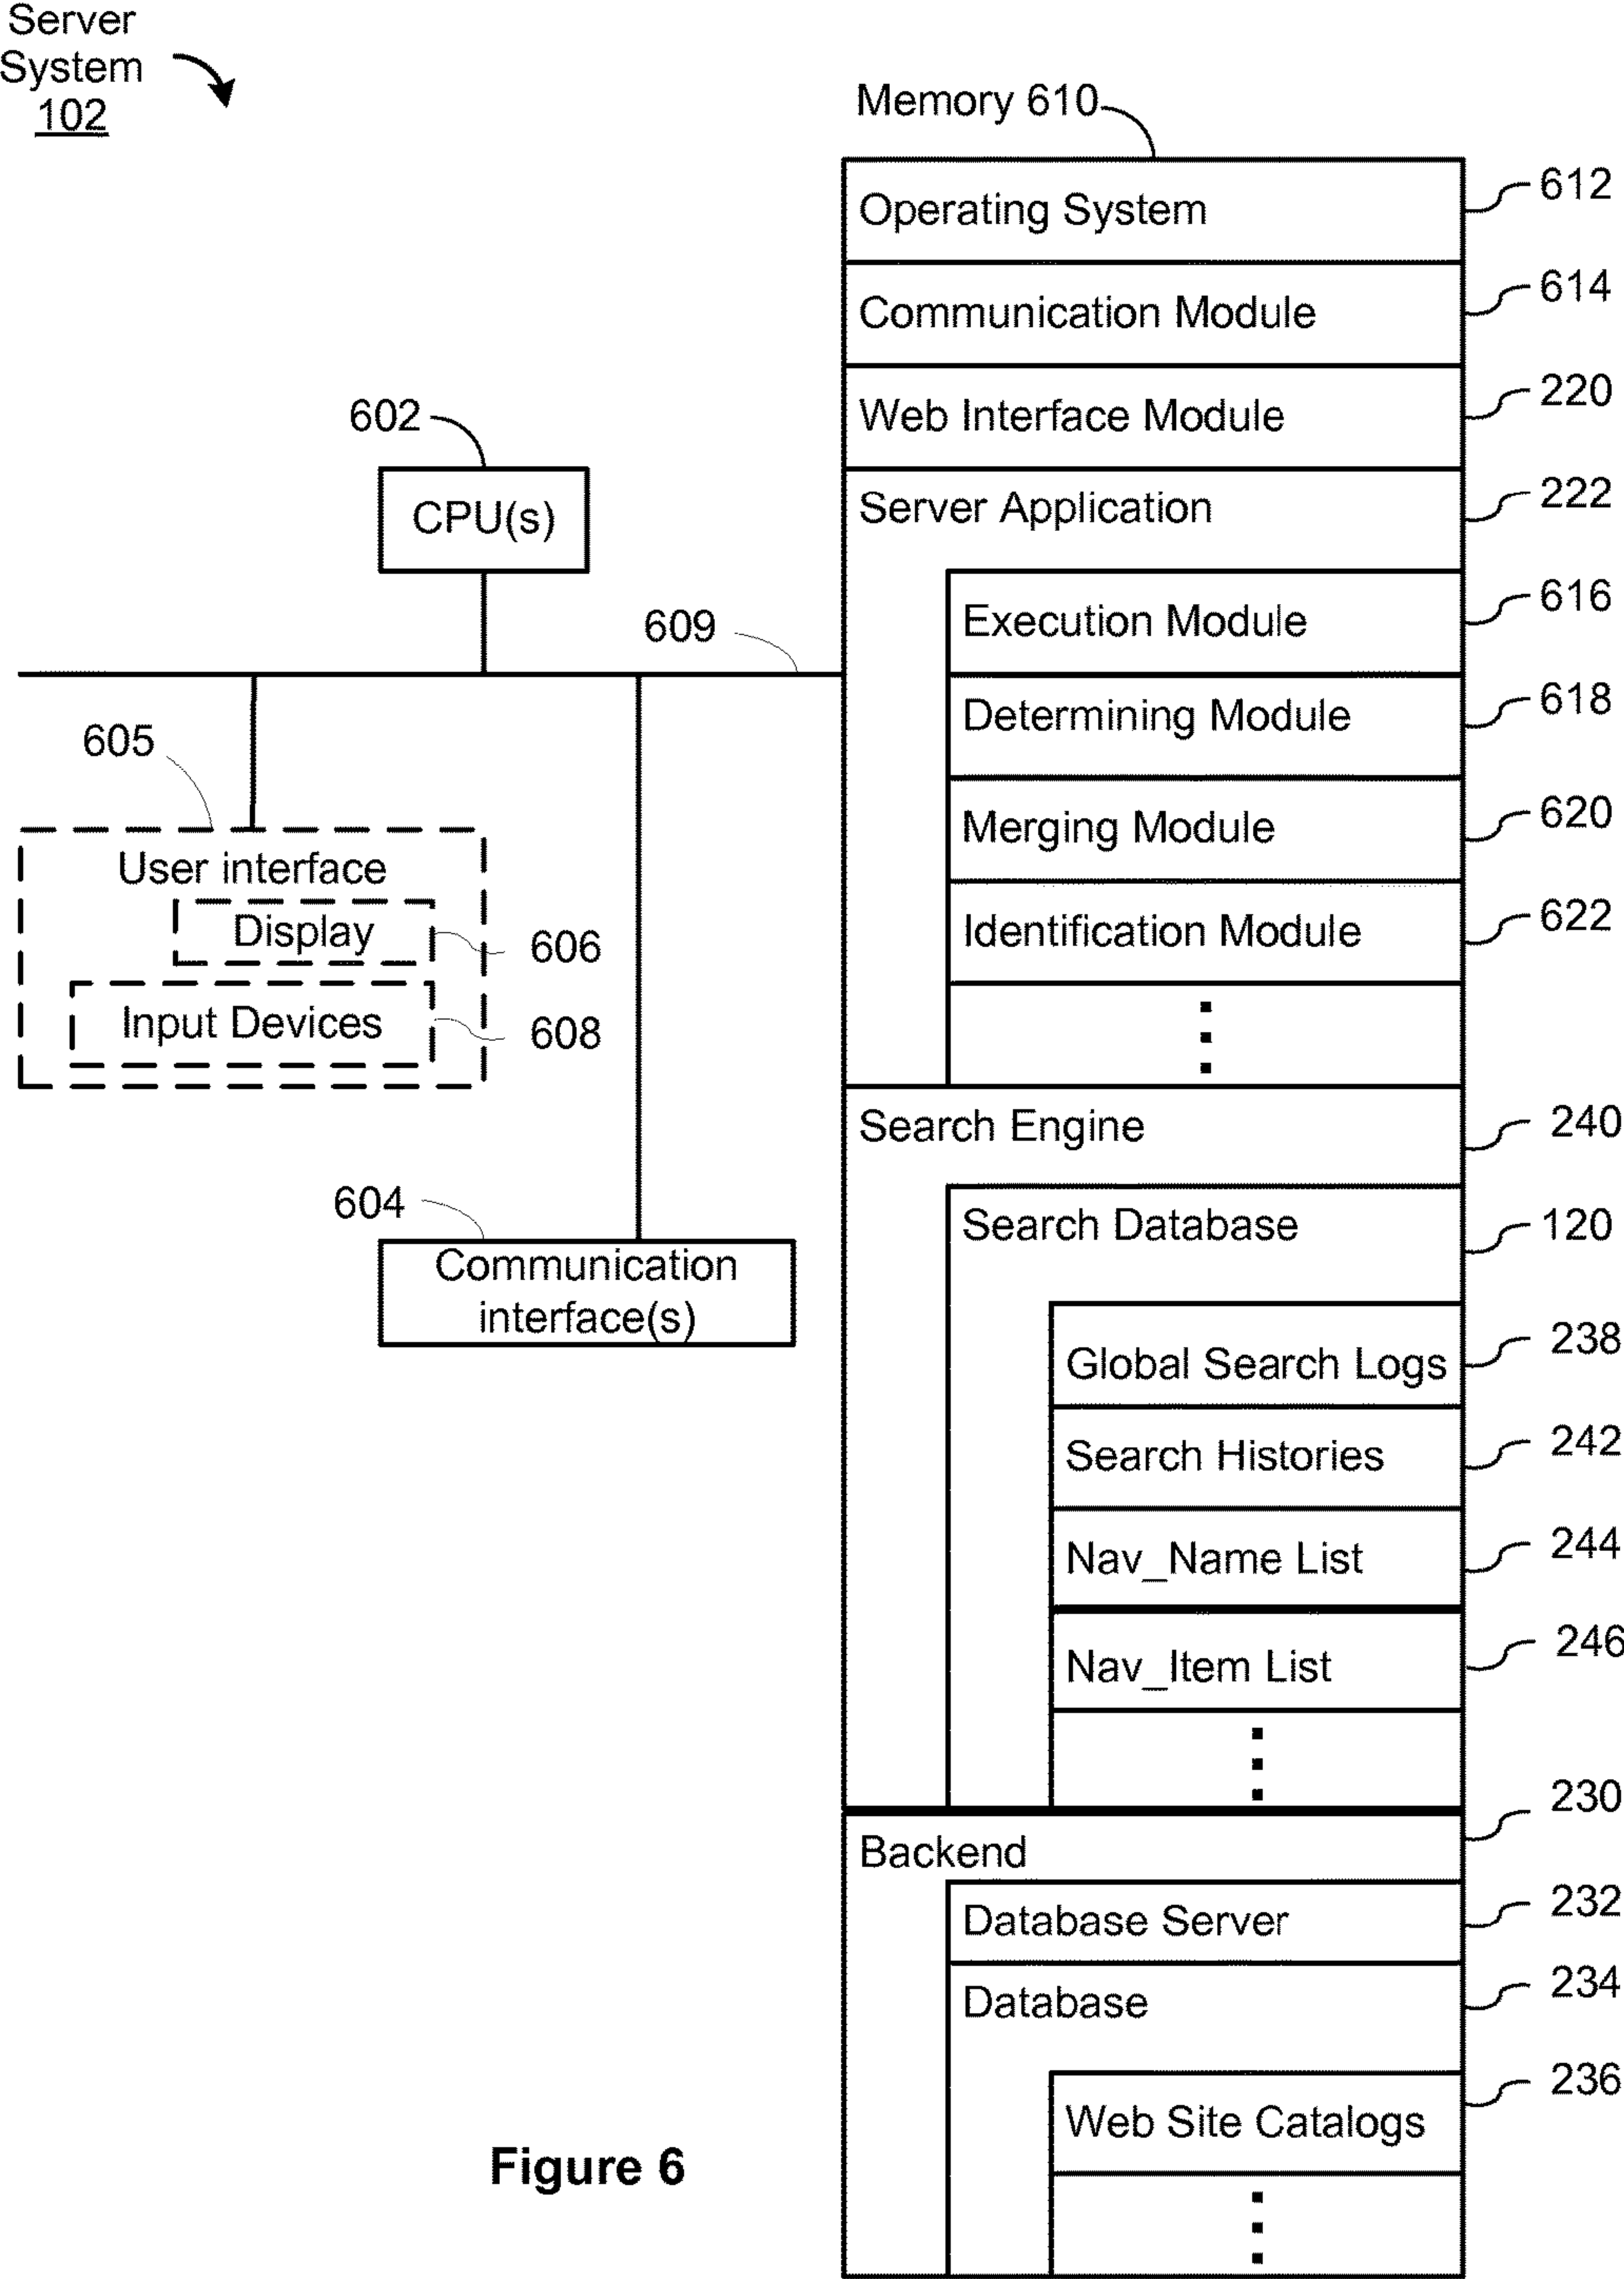 Server
System
102
Memory 610
Operating System
612
Communication Module
614
Web Interface Module
220
Server Application
222
Execution Module
616
Determining Module
618
Merging Module
620
Identification Module
622
602
CPU(s)
609
605
User interface
Display
606
Input Devices
608
604
Communication
interface(s)
Search Engine
240
Search Database
120
Global Search Logs
238
Search Histories
242
Nav_Name List
244
Nav_Item List
246
Backend
230
Database Server
232
Database
234
Web Site Catalogs
236
Figure 6